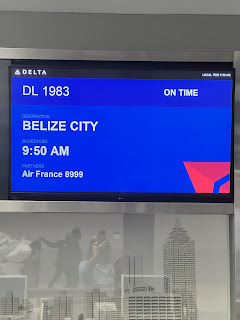 DELTA
DL 1983
ON TIME
DESTINATION
BELIZE CITY
SCHEDULED
9:50 AM
PARTNERS
Air France 8999